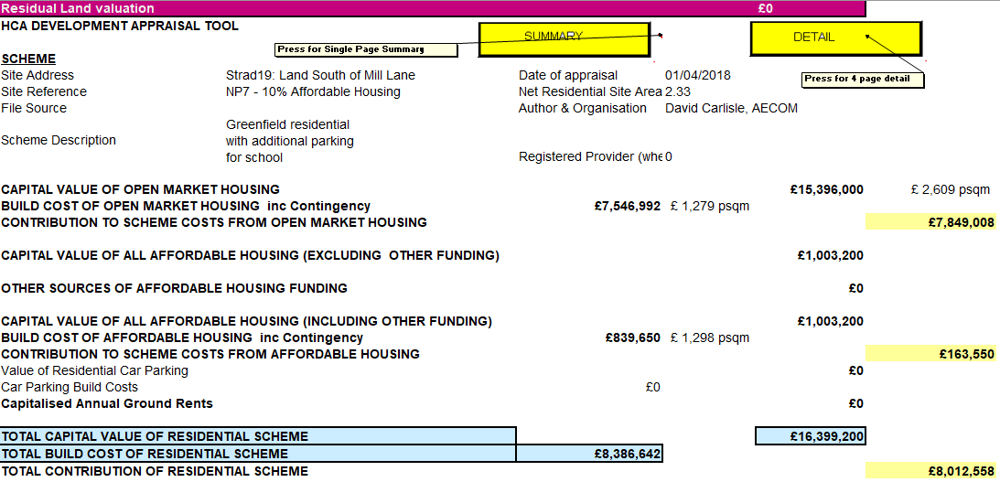 Residual Land valuation £0
HCA DEVELOPMENT APPRAISAL TOOL
SUMMARY
DETAIL
Press for Single Page Summary
Press for 4 page detail
SCHEME
Site Address Strad19: Land South of Mill Lane Date of appraisal 01/04/2018
Site Reference NP7 - 10% Affordable Housing Net Residential Site Area 2.33
File Source Author & Organisation David Carlisle, AECOM
Scheme Description
Greenfield residential
with additional parking
for school
Registered Provider (whe 0
CAPITAL VALUE OF OPEN MARKET HOUSING £15,396,000 £ 2,609 psqm
BUILD COST OF OPEN MARKET HOUSING inc Contingency £7,546,992 £ 1,279 psqm
CONTRIBUTION TO SCHEME COSTS FROM OPEN MARKET HOUSING £7,849,008
CAPITAL VALUE OF ALL AFFORDABLE HOUSING (EXCLUDING OTHER FUNDING) £1,003,200
OTHER SOURCES OF AFFORDABLE HOUSING FUNDING £0
CAPITAL VALUE OF ALL AFFORDABLE HOUSING (INCLUDING OTHER FUNDING) £1,003,200
BUILD COST OF AFFORDABLE HOUSING inc Contingency £839,650 £ 1,298 psqm
CONTRIBUTION TO SCHEME COSTS FROM AFFORDABLE HOUSING £163,550
Value of Residential Car Parking £0
Car Parking Build Costs £0
Capitalised Annual Ground Rents £0
TOTAL CAPITAL VALUE OF RESIDENTIAL SCHEME £16,399,200
TOTAL BUILD COST OF RESIDENTIAL SCHEME £8,386,642
TOTAL CONTRIBUTION OF RESIDENTIAL SCHEME £8,012,558